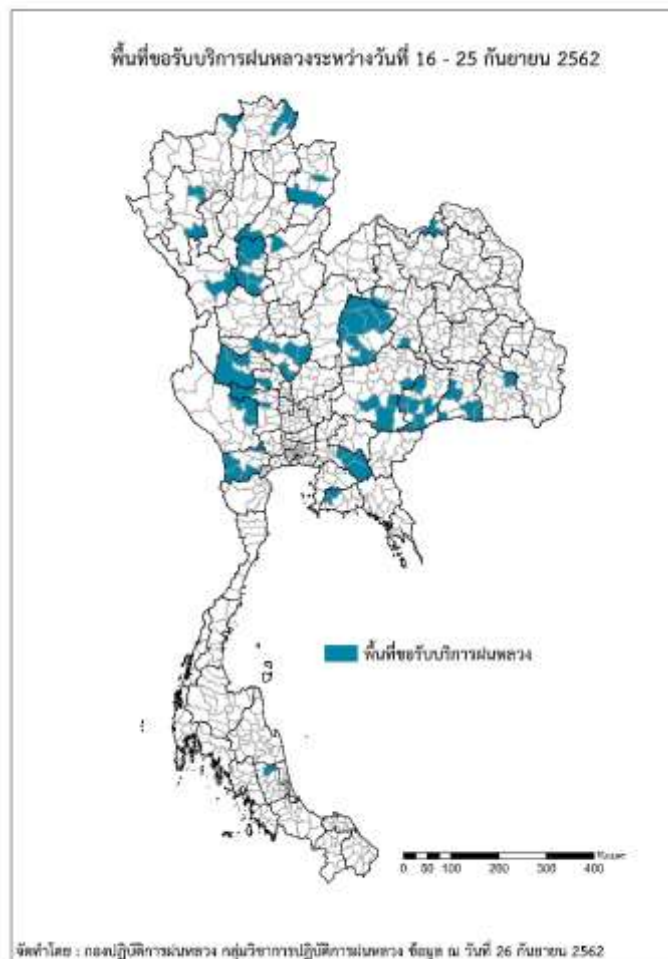 พื้นที่ขอรับบริการฝนหลวงระหว่างวันที่ 16 - 25 กันยายน 2562
พื้นที่ขอรับบริการฝนหลวง
0 50 100 200 300 400
จัดทำโดย : กองปฏิบัติการฝนหลวง กลุ่มวิชาการปฏิบัติการฝนหลวง ข้อมูล ณ วันที่ 26 กันยายน 2562